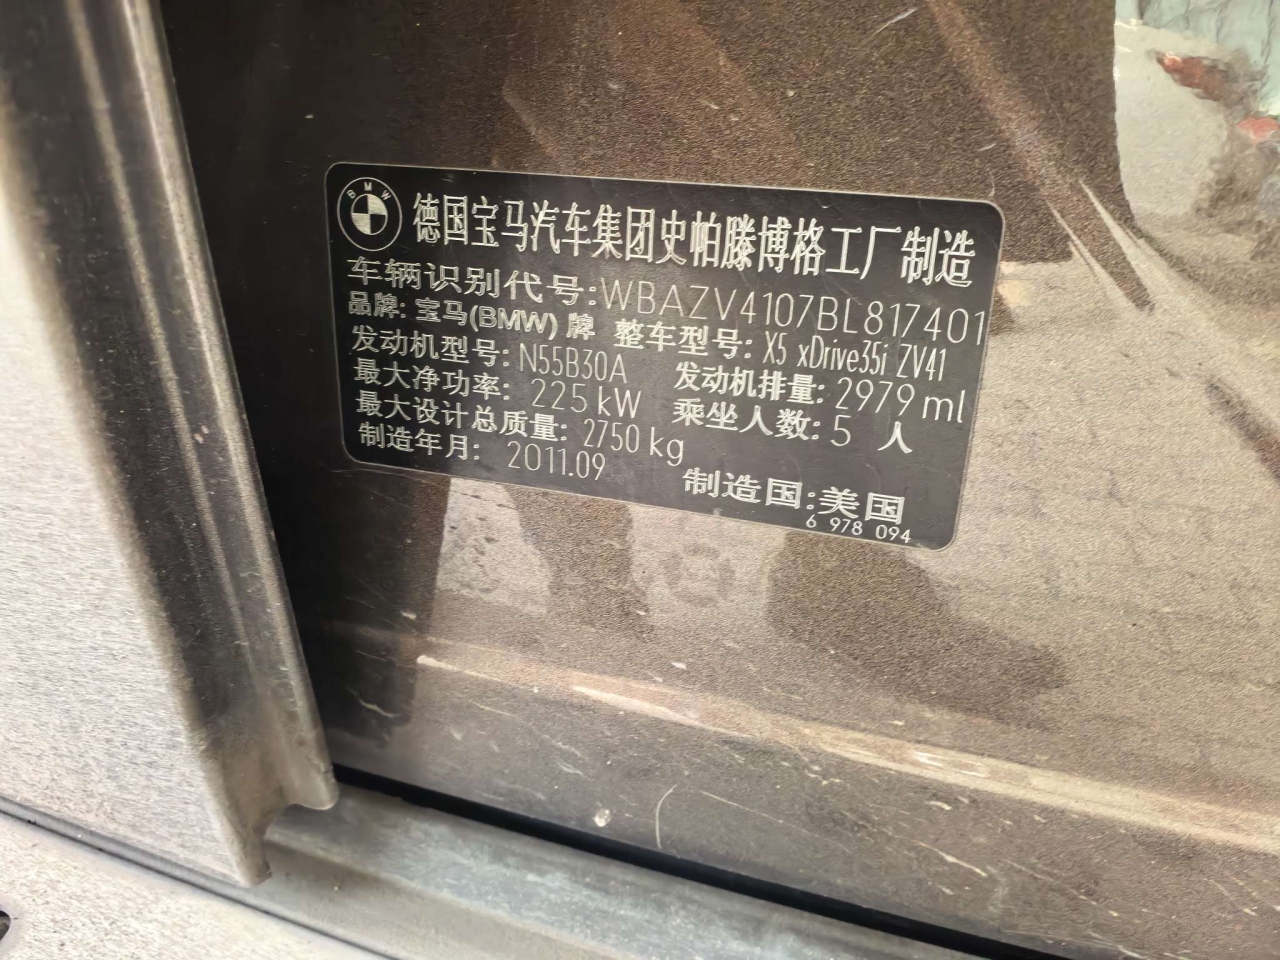 BMW
德国宝马汽车集团史帕滕博格工厂制造
车辆识别代号:WBAZV4107BL817401
品牌:宝马(BMW)牌 整车型号:X5 xDrive35i ZV41
发动机型号:N55B30A 发动机排量:2979ml
最大净功率:225kW 乘坐人数:5 人
最大设计总质量:2750kg
制造年月:2011.09 制造国:美国
6 978 094